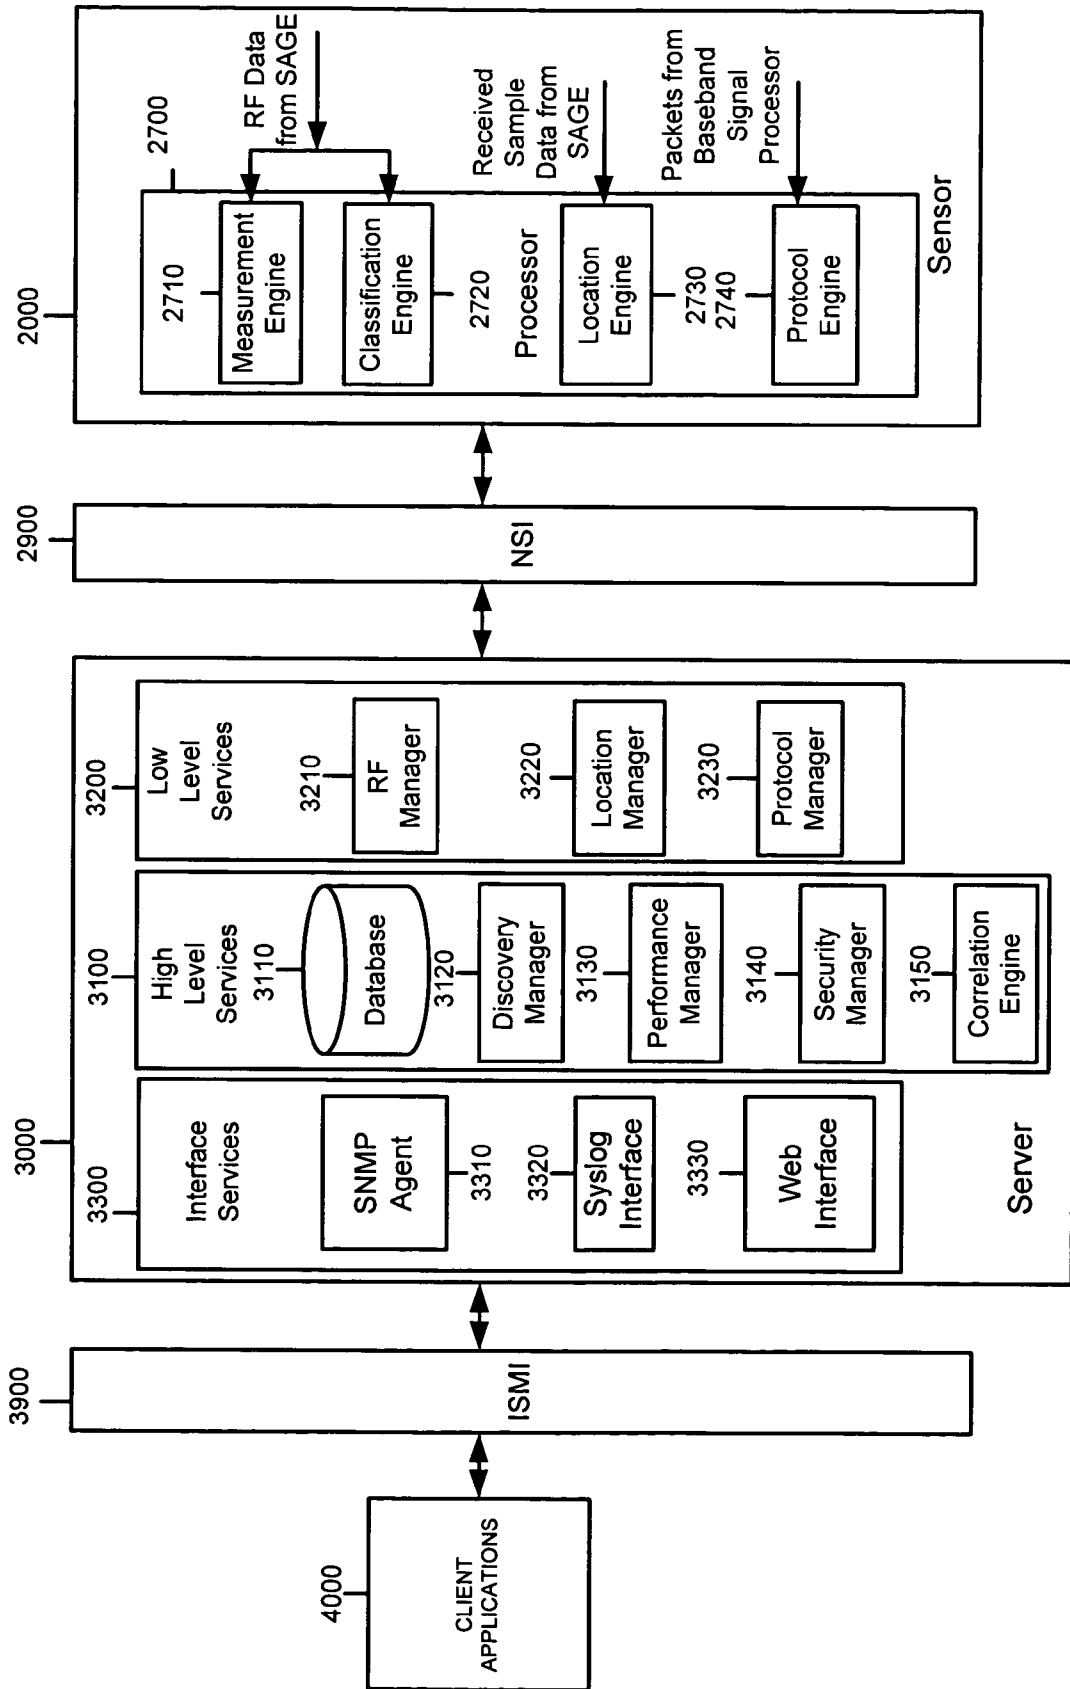 4000
CLIENT
APPLICATIONS
3900
ISMI
3000
3300
Interface
Services
SNMP
Agent
3310
3320
Syslog
Interface
3330
Web
Interface
Server
3100
High
Level
Services
3110
Database
3120
Discovery
Manager
3130
Performance
Manager
3140
Security
Manager
3150
Correlation
Engine
3200
Low
Level
Services
3210
RF
Manager
3220
Location
Manager
3230
Protocol
Manager
2900
NSI
2000
2700
2710
Measurement
Engine
Classification
Engine
2720
Processor
Location
Engine
2730
2740
Protocol
Engine
Sensor
RF Data
from SAGE
Received
Sample
Data from
SAGE
Packets from
Baseband
Signal
Processor